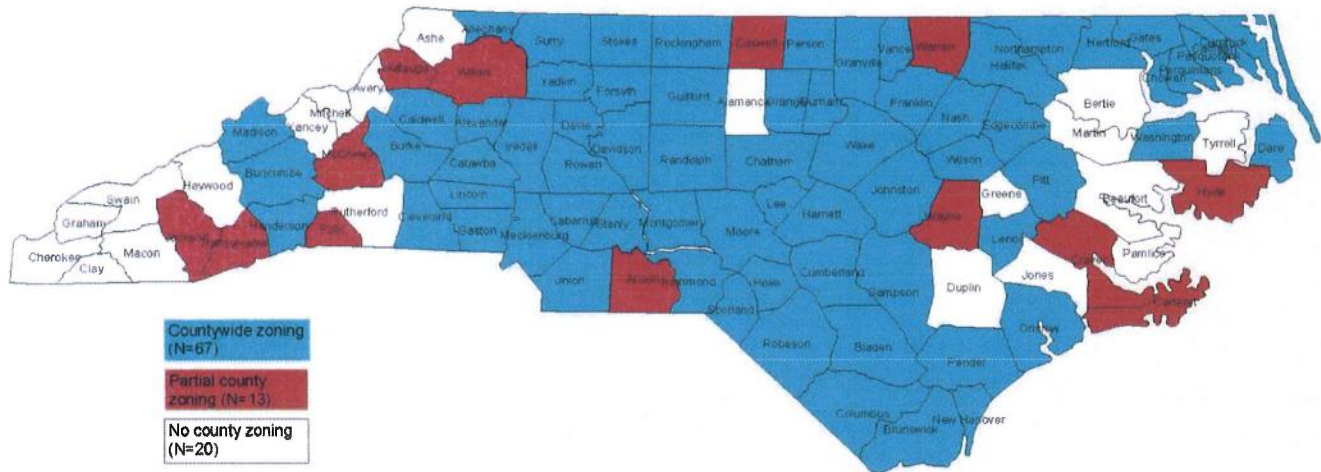 Ashe
Alleghany
Surry
Stokes
Rockingham
Caswell
Person
Granville
Vance
Warren
Northampton
Halifax
Hertford
Gates
Chowan
Wilkes
Yadkin
Forsyth
Guilford
Alamance
Orange
Durham
Franklin
Nash
Edgecombe
Bertie
Martin
Washington
Tyrrell
Dare
Avery
Mitchell
Yancey
Madison
Caldwell
Alexander
Iredell
Davie
Davidson
Randolph
Chatham
Wake
Wilson
Pitt
Beaufort
Hyde
McDowell
Burke
Catawba
Rowan
Buncombe
Haywood
Swain
Graham
Cherokee
Clay
Macon
Henderson
Polk
Rutherford
Cleveland
Lincoln
Gaston
Mecklenburg
Cabarrus
Stanly
Montgomery
Moore
Lee
Harnett
Johnston
Wayne
Greene
Lenoir
Craven
Pamlico
Jones
Carteret
Union
Anson
Richmond
Hoke
Scotland
Cumberland
Sampson
Duplin
Onslow
Robeson
Bladen
Pender
Columbus
Brunswick
New Hanover
Countywide zoning
(N=67)
Partial county
zoning (N=13)
No county zoning
(N=20)